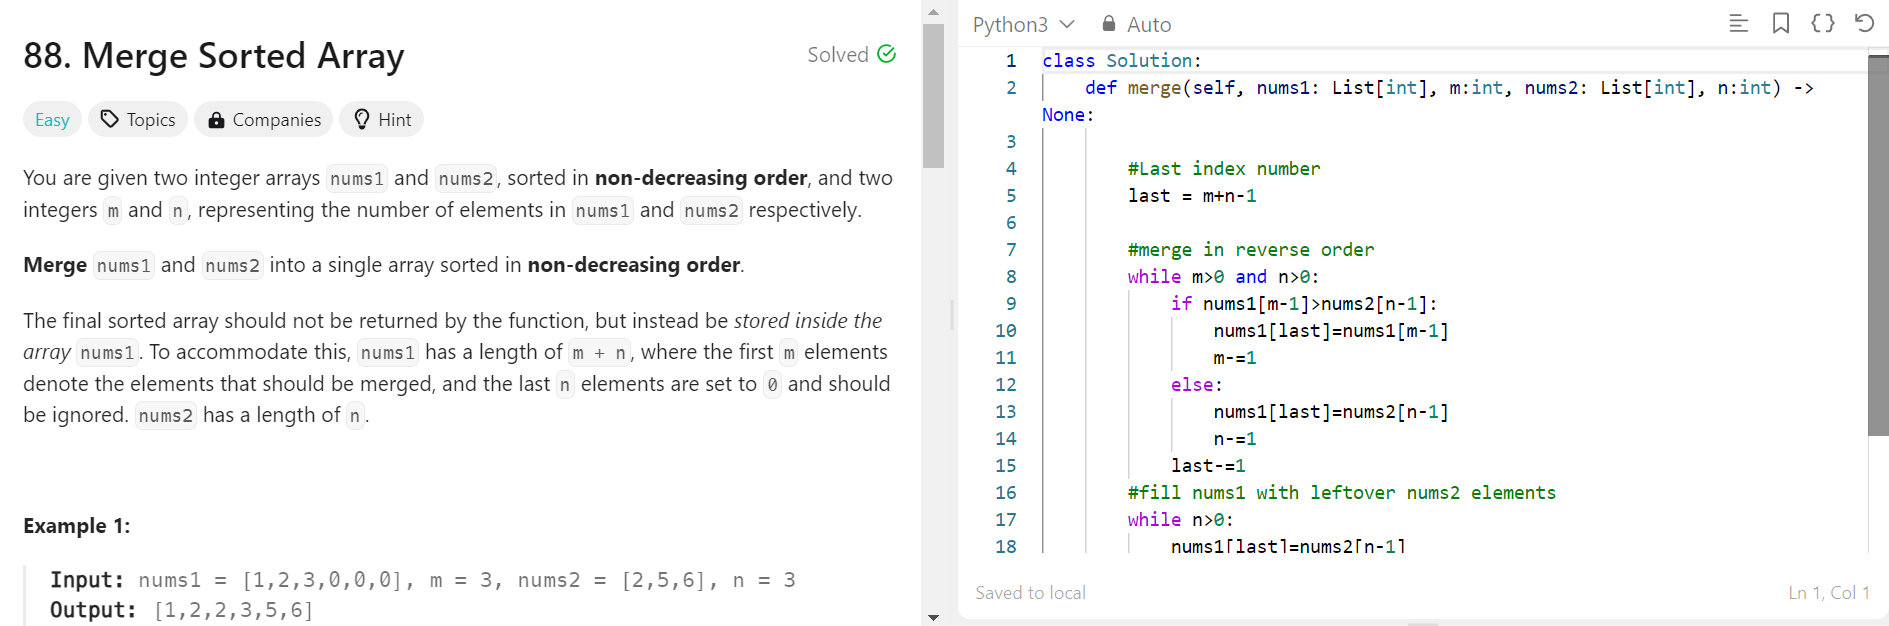 88. Merge Sorted Array
Solved
Easy
Topics
Companies
Hint
You are given two integer arrays nums1 and nums2, sorted in non-decreasing order, and two
integers m and n, representing the number of elements in nums1 and nums2 respectively.
Merge nums1 and nums2 into a single array sorted in non-decreasing order.
The final sorted array should not be returned by the function, but instead be stored inside the
array nums1. To accommodate this, nums1 has a length of m + n, where the first m elements
denote the elements that should be merged, and the last n elements are set to 0 and should
be ignored. nums2 has a length of n.
Example 1:
Input: nums1 = [1,2,3,0,0,0], m = 3, nums2 = [2,5,6], n = 3
Output: [1,2,2,3,5,6]
Python3
Auto
1 class Solution:
2     def merge(self, nums1: List[int], m:int, nums2: List[int], n:int) ->
None:
3
4         #Last index number
5         last = m+n-1
6
7         #merge in reverse order
8         while m>0 and n>0:
9             if nums1[m-1]>nums2[n-1]:
10                 nums1[last]=nums1[m-1]
11                 m-=1
12             else:
13                 nums1[last]=nums2[n-1]
14                 n-=1
15             last-=1
16         #fill nums1 with leftover nums2 elements
17         while n>0:
18             nums1[last]=nums2[n-1]
Saved to local
Ln 1, Col 1